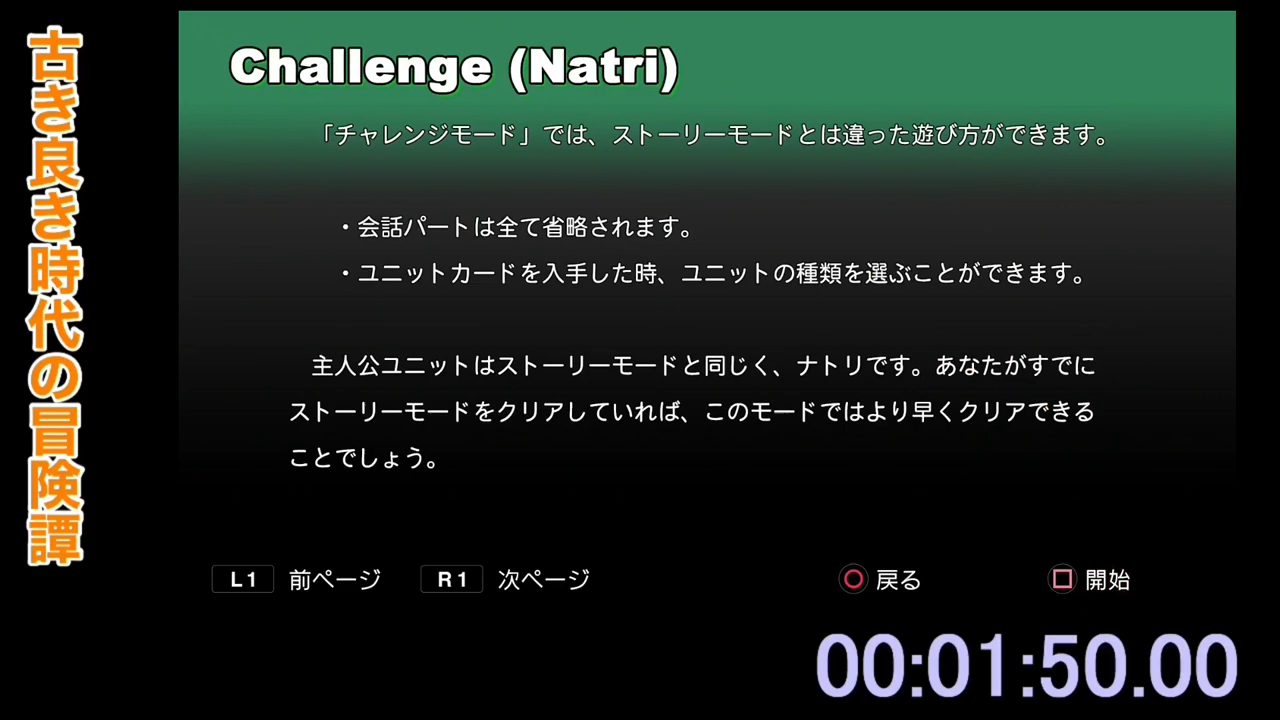 古き良き時代の冒険譚
Challenge (Natri)
「チャレンジモード」では、ストーリーモードとは違った遊び方ができます。
・会話パートは全て省略されます。
・ユニットカードを入手した時、ユニットの種類を選ぶことができます。
主人公ユニットはストーリーモードと同じく、ナトリです。あなたがすでに
ストーリーモードをクリアしていれば、このモードではより早くクリアできる
ことでしょう。
L1 前ページ R1 次ページ 戻る 開始
00:01:50.00